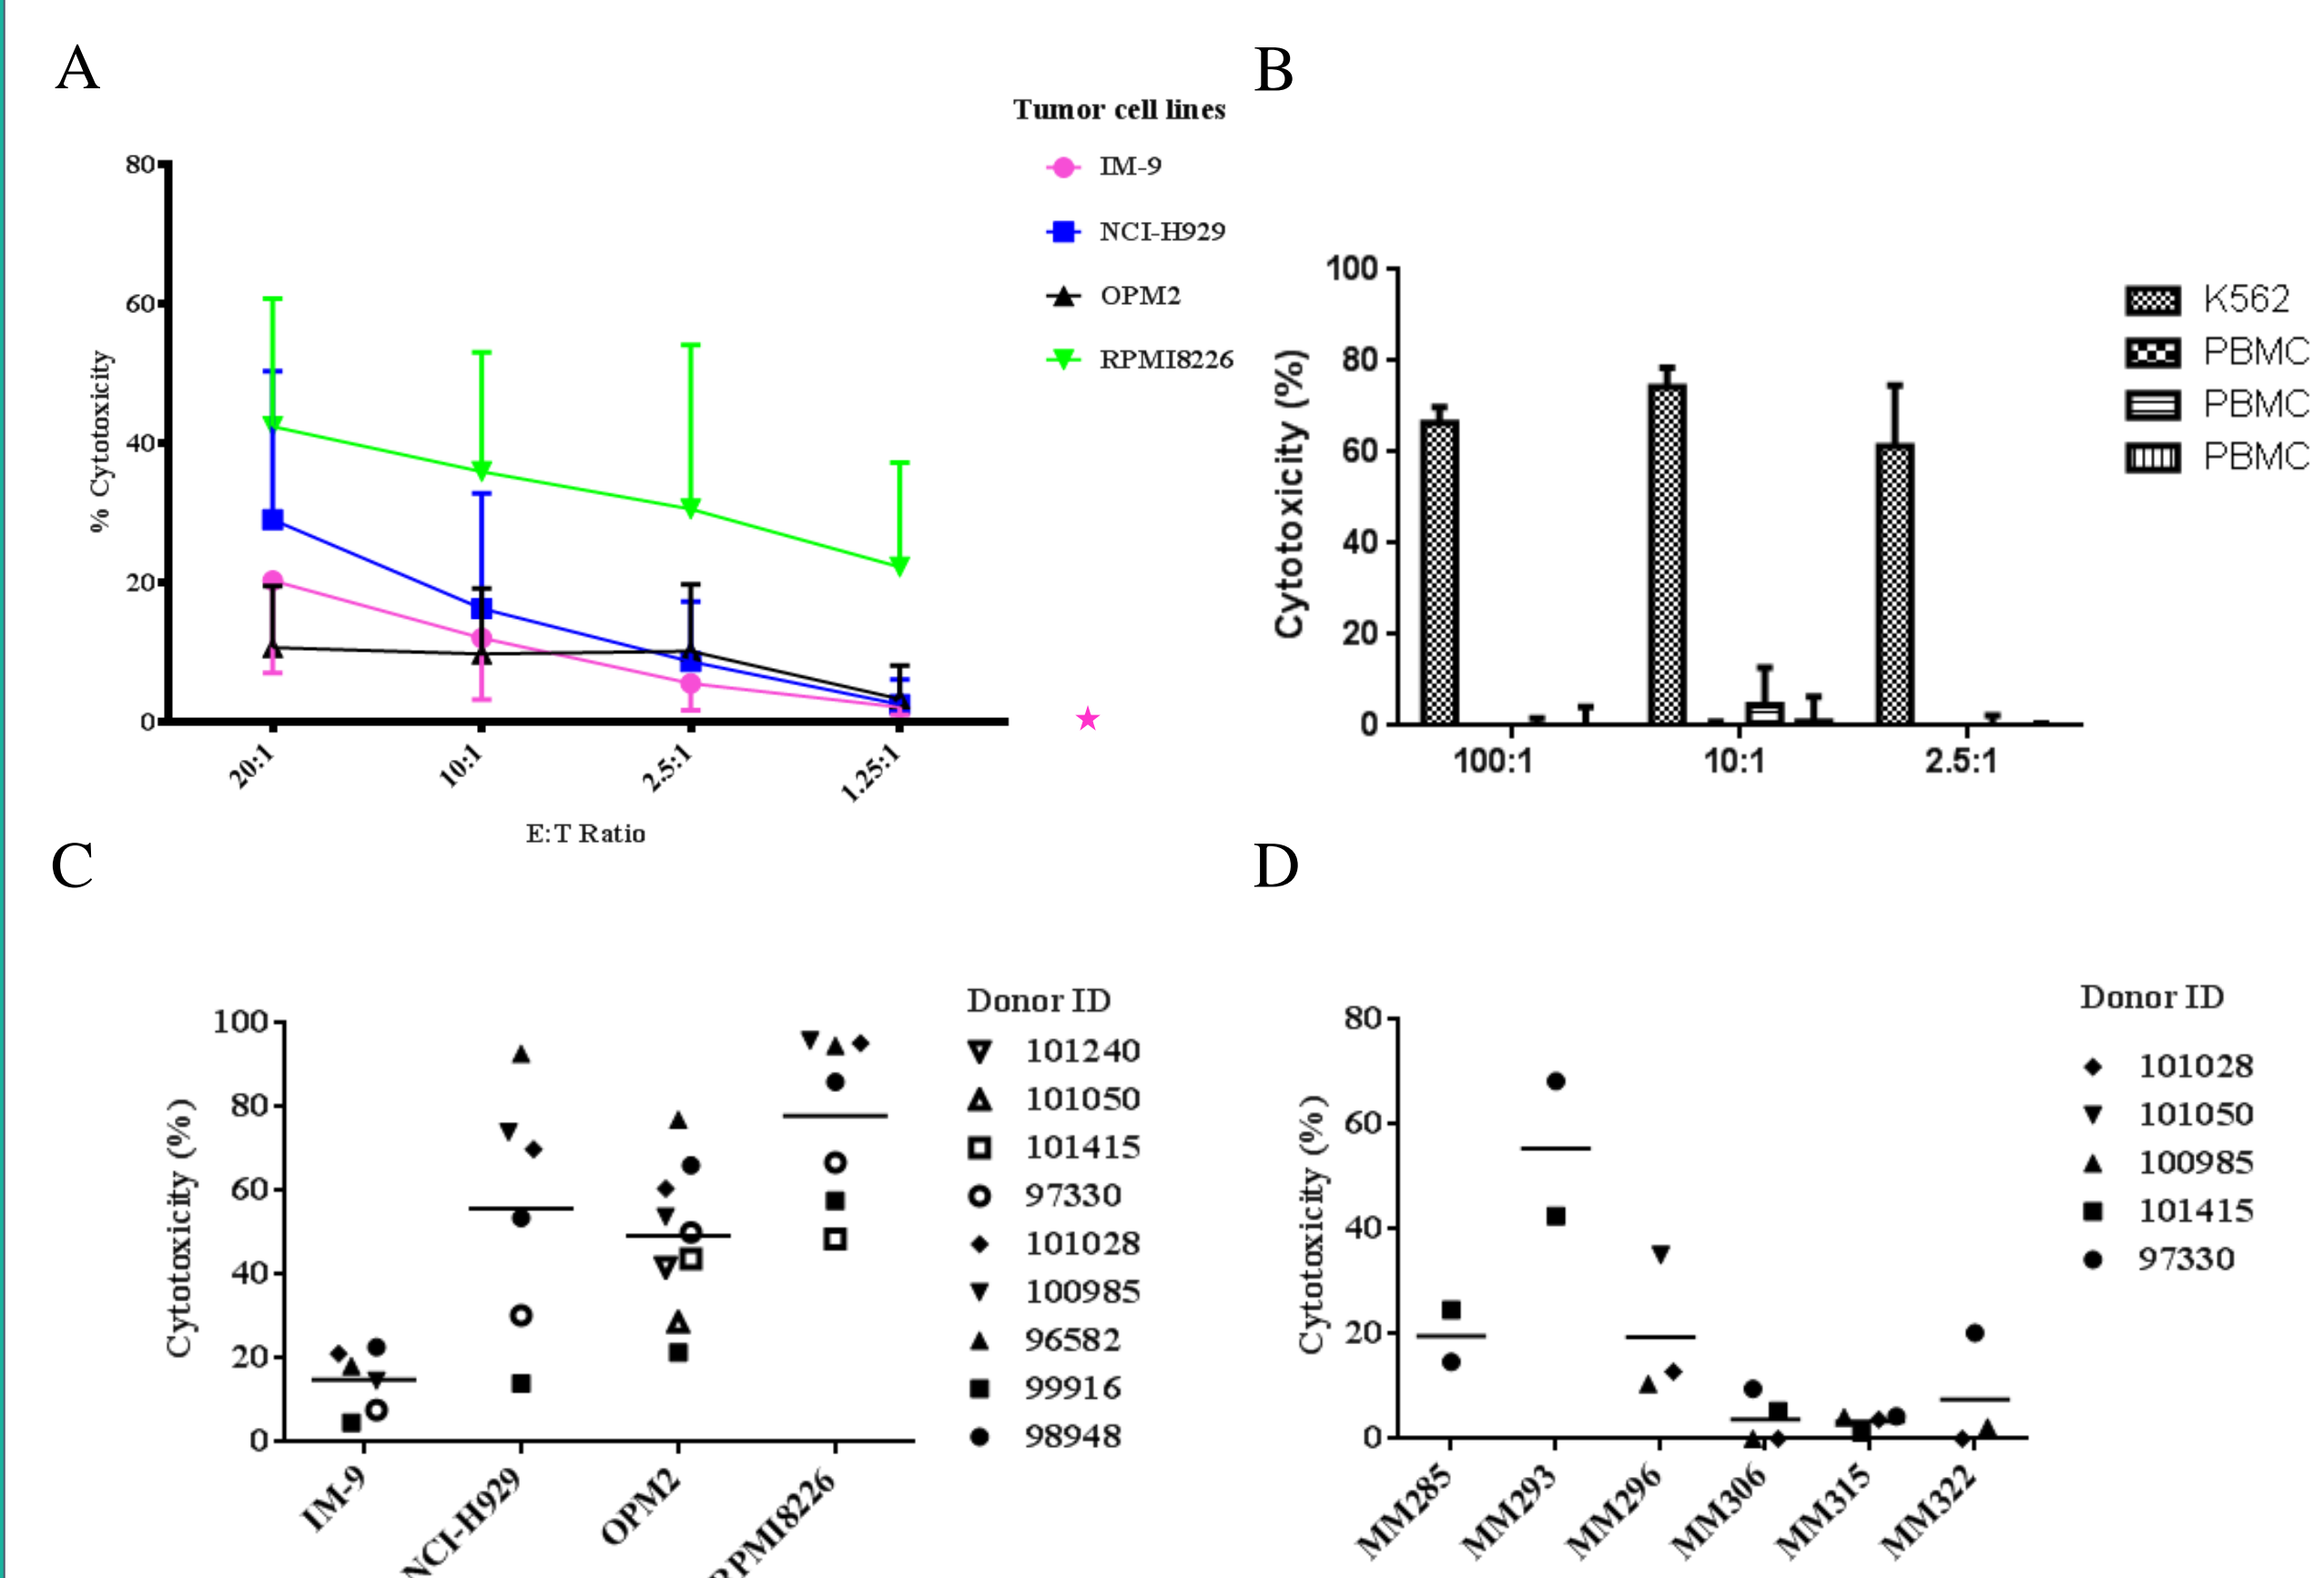 A
Tumor cell lines
IM-9
NCI-H929
OPM2
RPMI8226
80
60
40
20
0
% Cytotoxicity
20:1
10:1
2.5:1
1.25:1
E:T Ratio
B
100
80
60
40
20
0
Cytotoxicity (%)
100:1
10:1
2.5:1
K562
PBMC
PBMC
PBMC
C
100
80
60
40
20
0
Cytotoxicity (%)
IM-9
NCI-H929
OPM2
RPMI8226
Donor ID
101240
101050
101415
97330
101028
100985
96582
99916
98948
D
80
60
40
20
0
Cytotoxicity (%)
MM285
MM293
MM296
MM306
MM315
MM322
Donor ID
101028
101050
100985
101415
97330